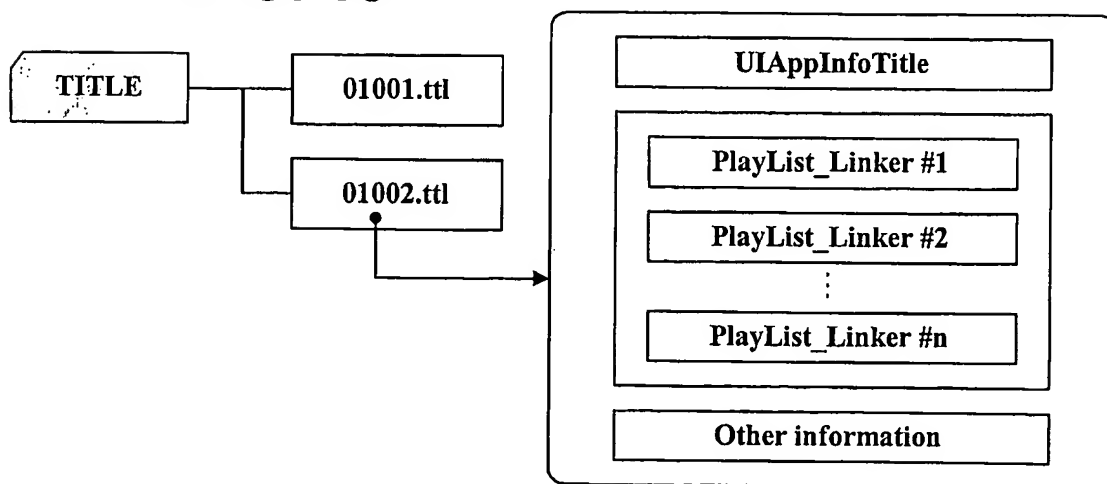 TITLE
01001.ttl
01002.ttl
UIAppInfoTitle
PlayList_Linker #1
PlayList_Linker #2
PlayList_Linker #n
Other information